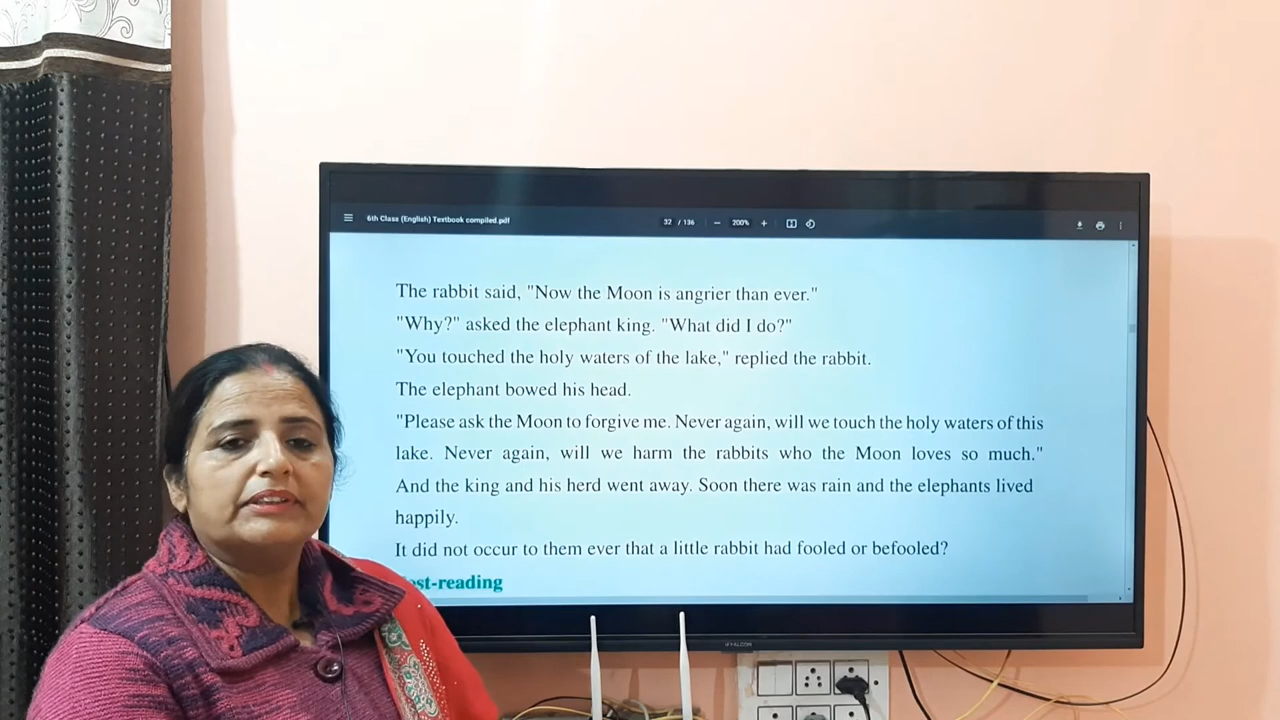 6th Class (English) Textbook compiled.pdf
32 / 136
200%
The rabbit said, "Now the Moon is angrier than ever."
"Why?" asked the elephant king. "What did I do?"
"You touched the holy waters of the lake," replied the rabbit.
The elephant bowed his head.
"Please ask the Moon to forgive me. Never again, will we touch the holy waters of this
lake. Never again, will we harm the rabbits who the Moon loves so much."
And the king and his herd went away. Soon there was rain and the elephants lived
happily.
It did not occur to them ever that a little rabbit had fooled or befooled?
ost-reading
iFFALCON